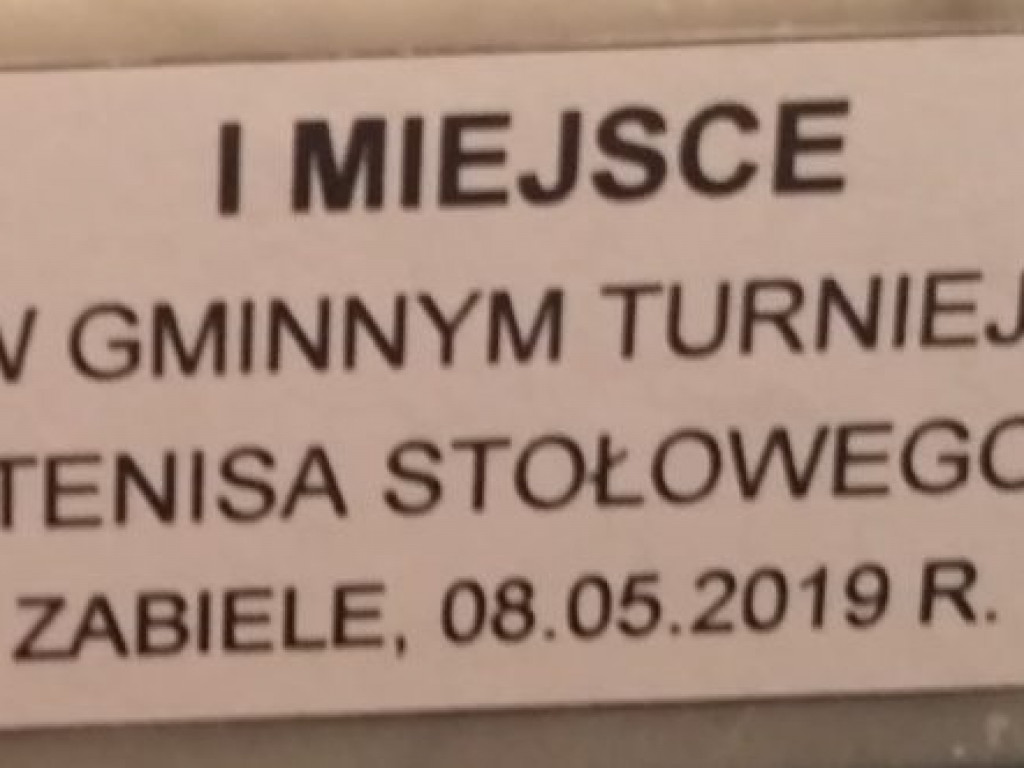 I MIEJSCE
W GMINNYM TURNIEJ
TENISA STOŁOWEGO
ZABIELE, 08.05.2019 R.